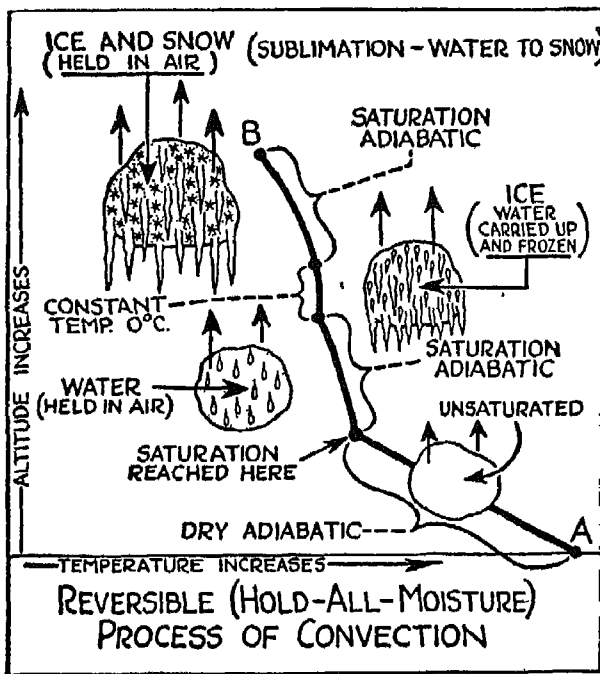 ICE AND SNOW
(HELD IN AIR)
(SUBLIMATION - WATER TO SNOW)
B
SATURATION
ADIABATIC
ICE
(WATER
CARRIED UP
AND FROZEN)
CONSTANT
TEMP. 0°C.
ALTITUDE INCREASES
WATER
(HELD IN AIR)
SATURATION
ADIABATIC
UNSATURATED
SATURATION
REACHED HERE
DRY ADIABATIC
A
TEMPERATURE INCREASES
REVERSIBLE (HOLD-ALL-MOISTURE)
PROCESS OF CONVECTION